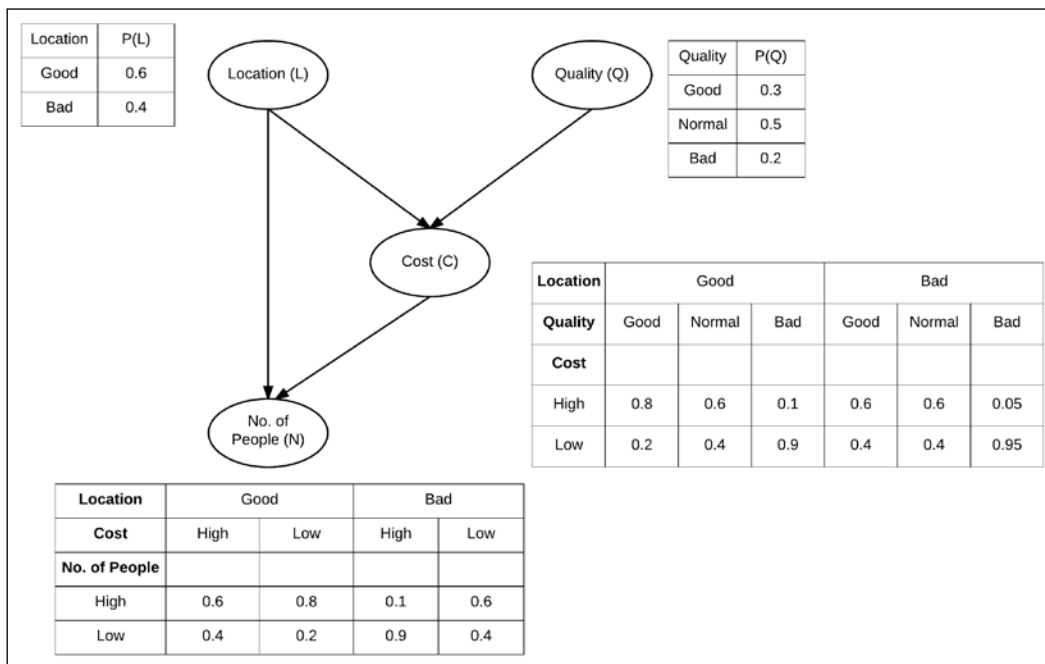 Location P(L)
Good 0.6
Bad 0.4
Location (L)
Quality (Q)
Quality P(Q)
Good 0.3
Normal 0.5
Bad 0.2
Cost (C)
Location Good Bad
Quality Good Normal Bad Good Normal Bad
Cost
High 0.8 0.6 0.1 0.6 0.6 0.05
Low 0.2 0.4 0.9 0.4 0.4 0.95
No. of
People (N)
Location Good Bad
Cost High Low High Low
No. of People
High 0.6 0.8 0.1 0.6
Low 0.4 0.2 0.9 0.4